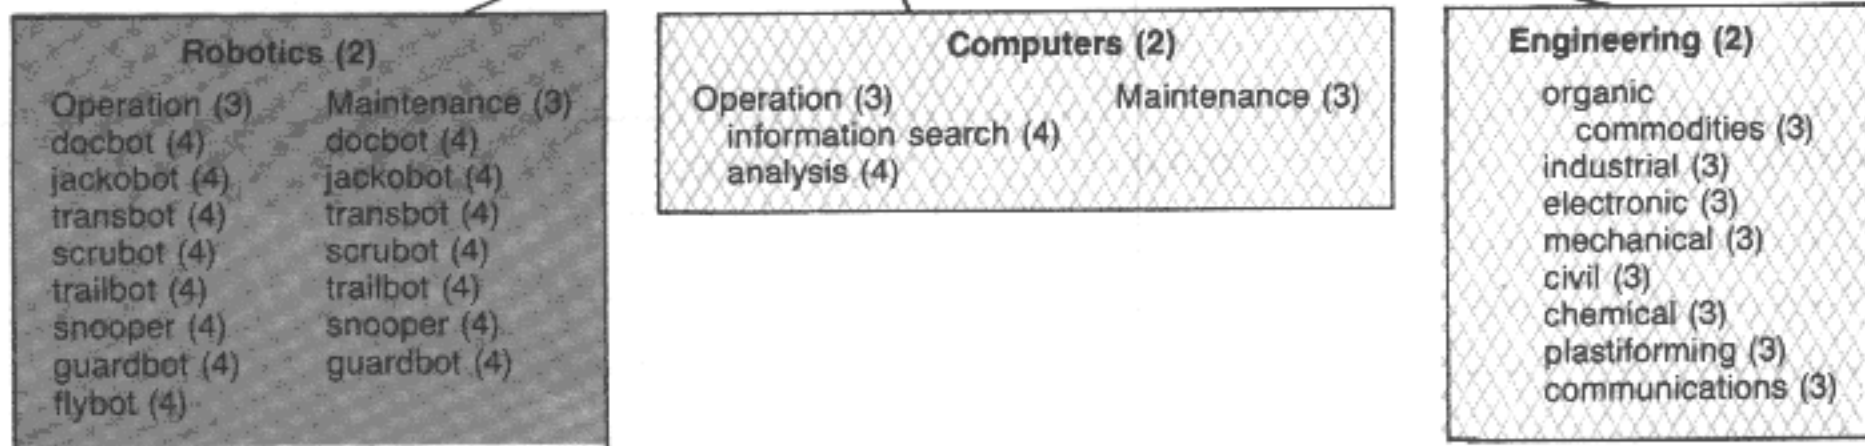 Robotics (2)
Operation (3)
docbot (4)
jackobot (4)
transbot (4)
scrubot (4)
trailbot (4)
snooper (4)
guardbot (4)
flybot (4)
Maintenance (3)
docbot (4)
jackobot (4)
transbot (4)
scrubot (4)
trailbot (4)
snooper (4)
guardbot (4)
Computers (2)
Operation (3)
information search (4)
analysis (4)
Maintenance (3)
Engineering (2)
organic
commodities (3)
industrial (3)
electronic (3)
mechanical (3)
civil (3)
chemical (3)
plastiforming (3)
communications (3)